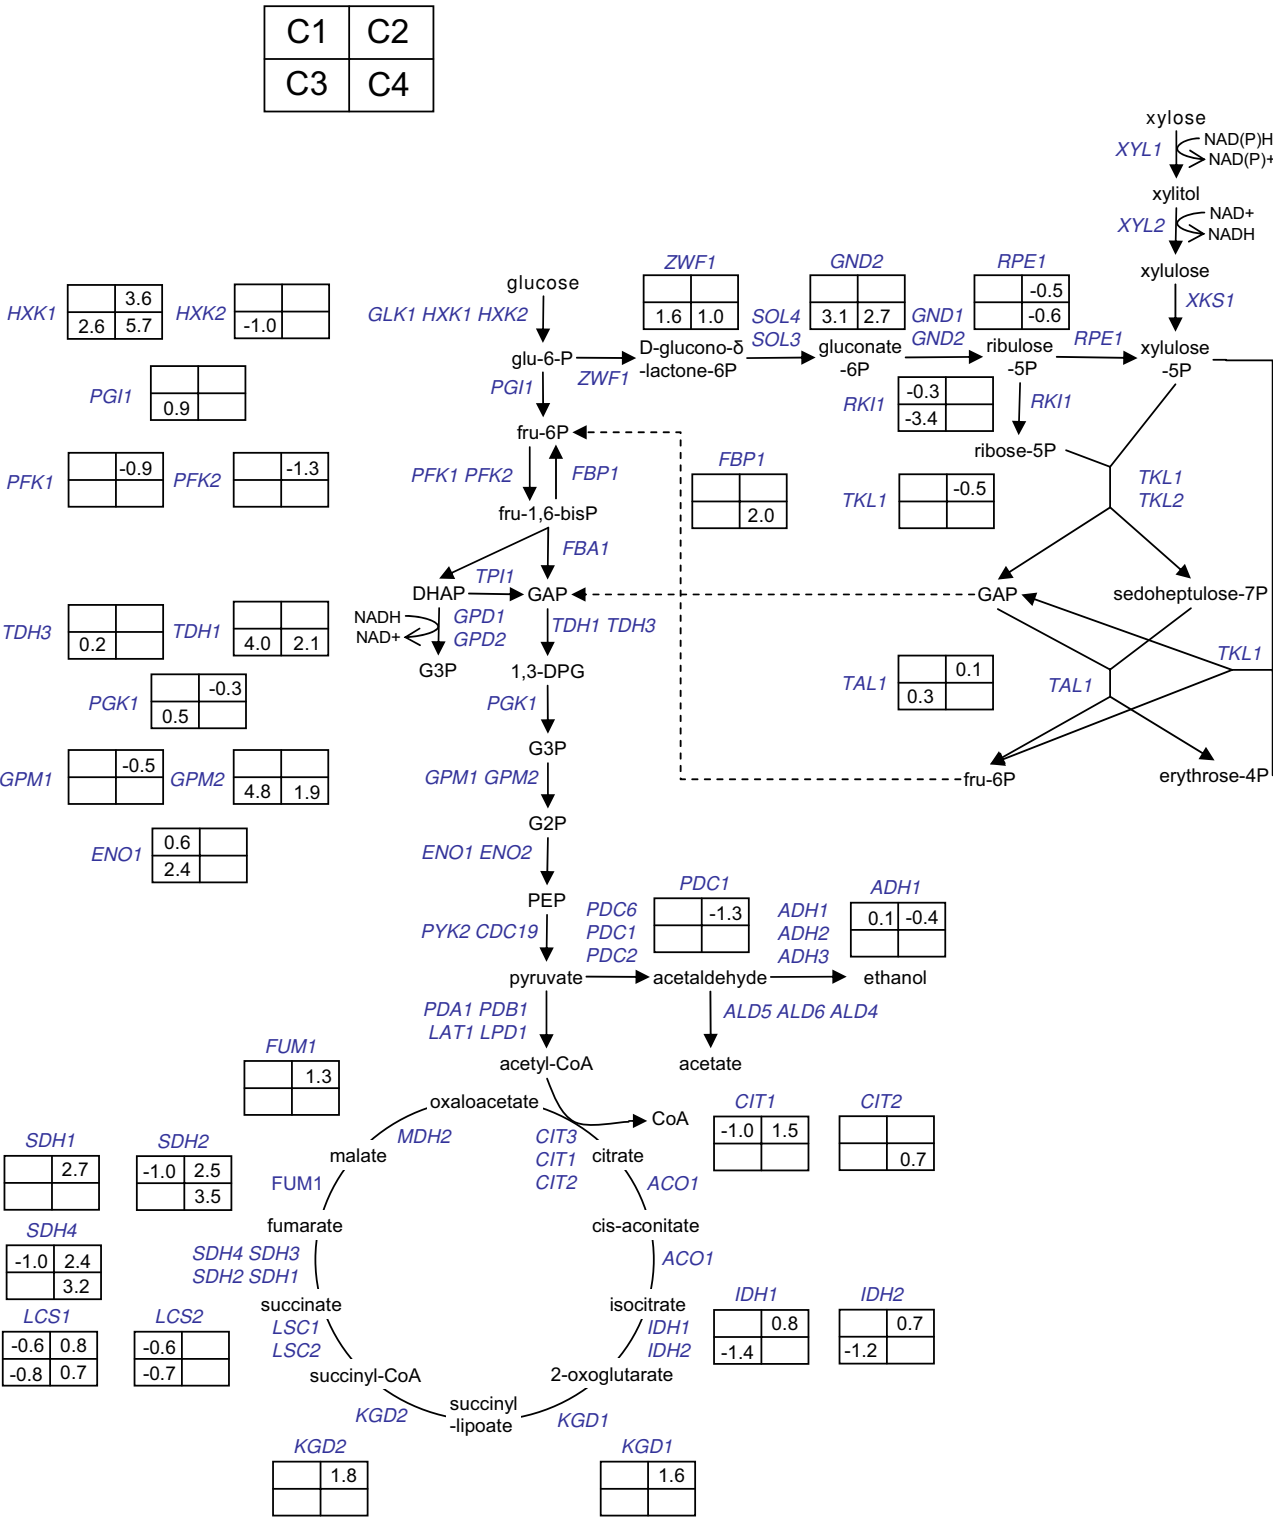 C1 C2
C3 C4
xylose
XYL1 NAD(P)H
NAD(P)+
xylitol
XYL2 NAD+
NADH
xylulose
XKS1
xylulose
-5P
glucose
GLK1 HXK1 HXK2
glu-6-P
ZWF1
ZWF1
1.6 1.0
D-glucono-δ
-lactone-6P
SOL4
SOL3
GND2
3.1 2.7
gluconate
-6P
GND1
GND2
RPE1
-0.5
-0.6
ribulose
-5P
RPE1
HXK1
3.6
2.6 5.7
HXK2
-1.0
PGI1
0.9
PGI1
fru-6P
RKI1
-0.3
-3.4
RKI1
ribose-5P
PFK1
-0.9
PFK2
-1.3
PFK1 PFK2
FBP1
FBP1
2.0
TKL1
-0.5
TKL1
TKL2
fru-1,6-bisP
FBA1
DHAP
TPI1
GAP
GAP
sedoheptulose-7P
NADH
NAD+
GPD1
GPD2
G3P
TDH1 TDH3
TDH3
0.2
TDH1
4.0 2.1
1,3-DPG
TAL1
0.1
0.3
TAL1
TKL1
PGK1
-0.3
0.5
PGK1
G3P
GPM1
-0.5
GPM2
4.8 1.9
GPM1 GPM2
fru-6P
erythrose-4P
G2P
ENO1
0.6
2.4
ENO1 ENO2
PEP
PYK2 CDC19
PDC6
PDC1
PDC2
PDC1
-1.3
ADH1
ADH2
ADH3
ADH1
0.1 -0.4
pyruvate
acetaldehyde
ethanol
PDA1 PDB1
LAT1 LPD1
ALD5 ALD6 ALD4
acetyl-CoA
acetate
FUM1
1.3
oxaloacetate
CoA
MDH2
CIT3
CIT1
CIT2
CIT1
-1.0 1.5
CIT2
0.7
malate
citrate
SDH1
2.7
SDH2
-1.0 2.5
3.5
FUM1
ACO1
fumarate
cis-aconitate
SDH4
-1.0 2.4
3.2
SDH4 SDH3
SDH2 SDH1
ACO1
succinate
isocitrate
LCS1
-0.6 0.8
-0.8 0.7
LCS2
-0.6
-0.7
LSC1
LSC2
IDH1
IDH2
IDH1
0.8
-1.4
IDH2
0.7
-1.2
succinyl-CoA
2-oxoglutarate
succinyl
-lipoate
KGD2
KGD1
KGD2
1.8
KGD1
1.6